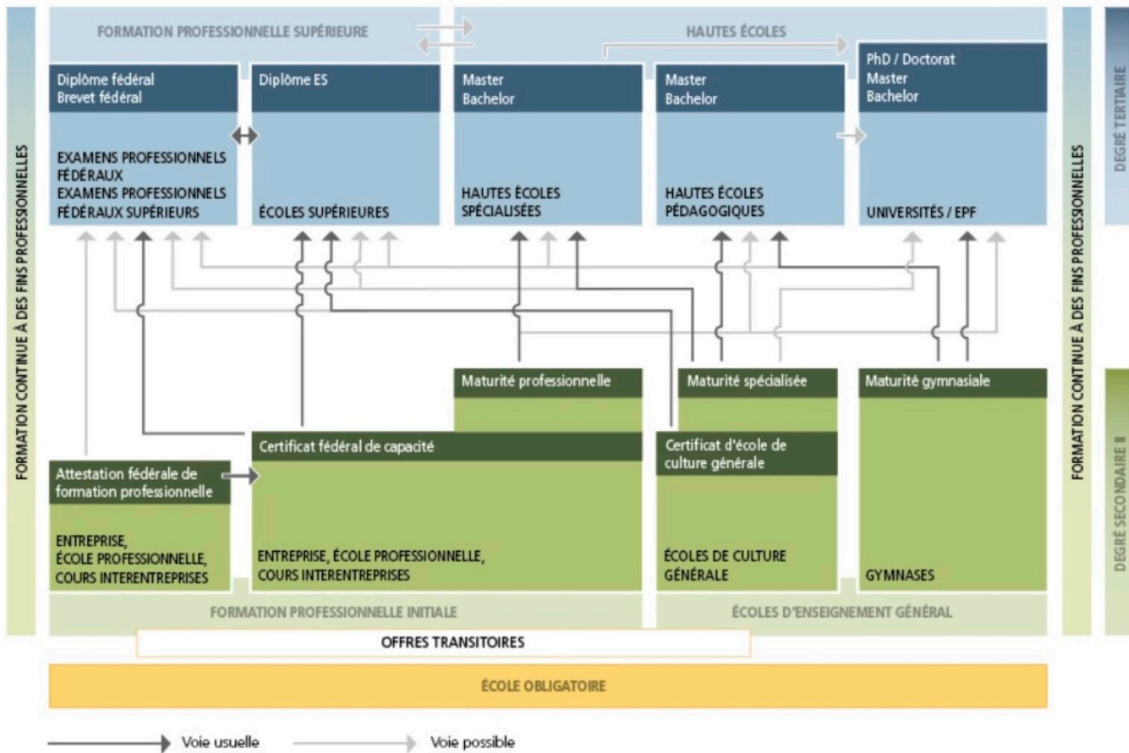 FORMATION PROFESSIONNELLE SUPÉRIEURE
HAUTES ÉCOLES
Diplôme fédéral
Brevet fédéral
Diplôme ES
Master
Bachelor
Master
Bachelor
PhD / Doctorat
Master
Bachelor
EXAMENS PROFESSIONNELS
FÉDÉRAUX
EXAMENS PROFESSIONNELS
FÉDÉRAUX SUPÉRIEURS
ÉCOLES SUPÉRIEURES
HAUTES ÉCOLES
SPÉCIALISÉES
HAUTES ÉCOLES
PÉDAGOGIQUES
UNIVERSITÉS / EPF
FORMATION CONTINUE À DES FINS PROFESSIONNELLES
FORMATION CONTINUE À DES FINS PROFESSIONNELLES
DEGRÉ TERTIAIRE
DEGRÉ SECONDAIRE II
Maturité professionnelle
Maturité spécialisée
Maturité gymnasiale
Certificat fédéral de capacité
Certificat d'école de
culture générale
Attestation fédérale de
formation professionnelle
ENTREPRISE,
ÉCOLE PROFESSIONNELLE,
COURS INTERENTREPRISES
ENTREPRISE, ÉCOLE PROFESSIONNELLE,
COURS INTERENTREPRISES
ÉCOLES DE CULTURE
GÉNÉRALE
GYMNASES
FORMATION PROFESSIONNELLE INITIALE
ÉCOLES D'ENSEIGNEMENT GÉNÉRAL
OFFRES TRANSITOIRES
ÉCOLE OBLIGATOIRE
Voie usuelle
Voie possible